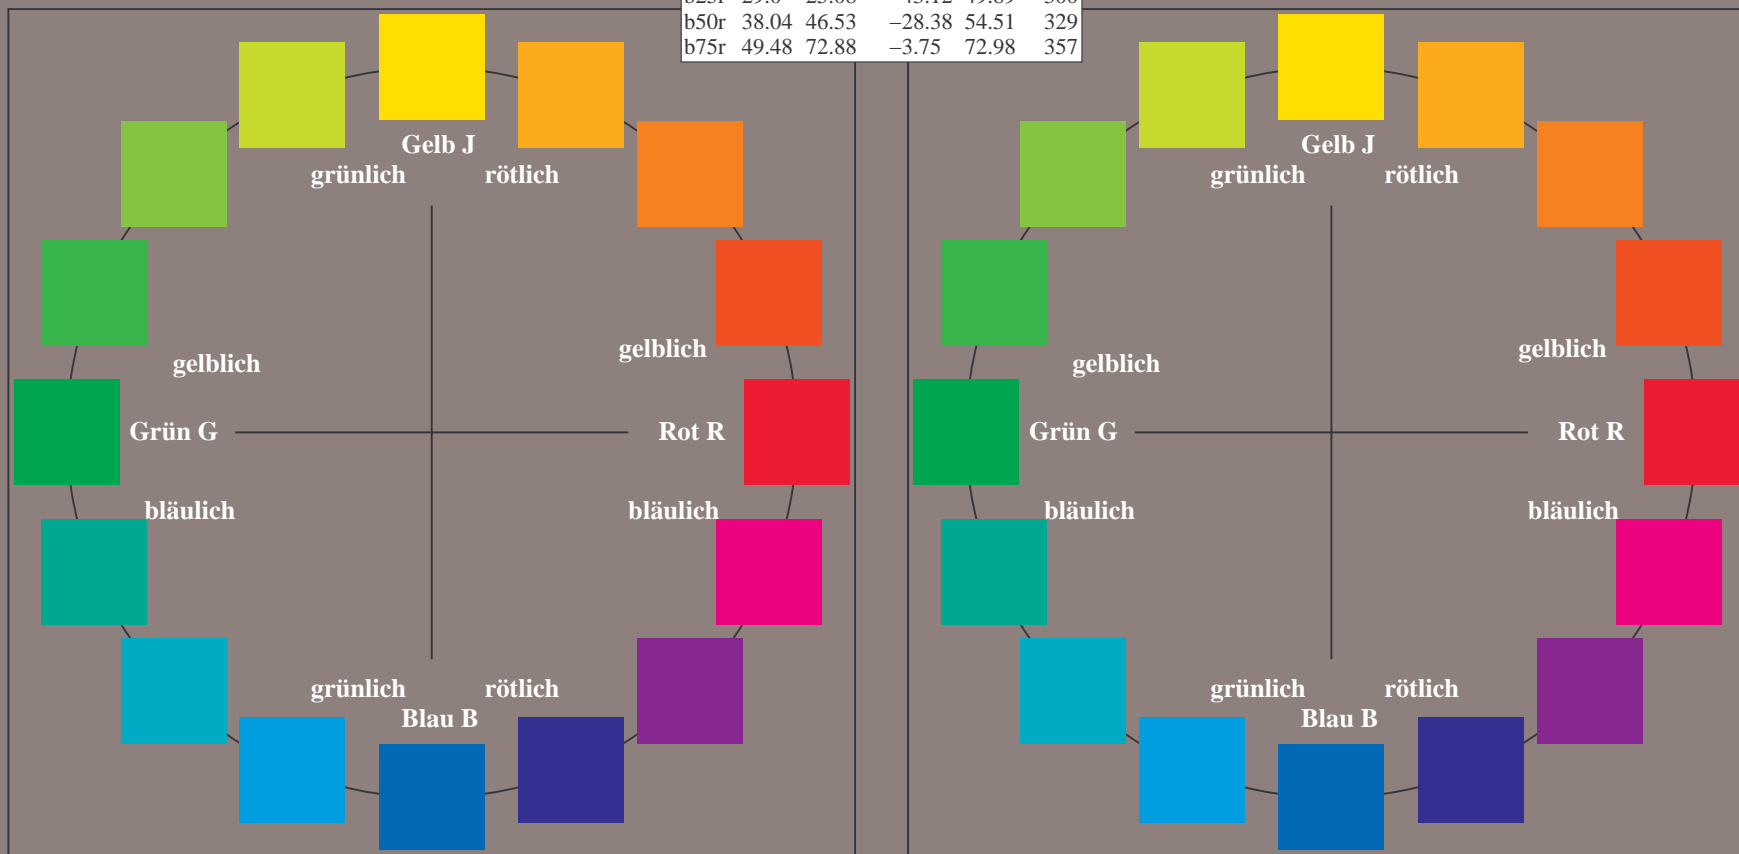 b50r 38.04 46.53 −28.38 54.51 329
b75r 49.48 72.88 −3.75 72.98 357
Gelb J
grünlich rötlich
gelblich
gelblich
Grün G
Rot R
bläulich
bläulich
grünlich rötlich
Blau B
Gelb J
grünlich rötlich
gelblich
gelblich
Grün G
Rot R
bläulich
bläulich
grünlich rötlich
Blau B